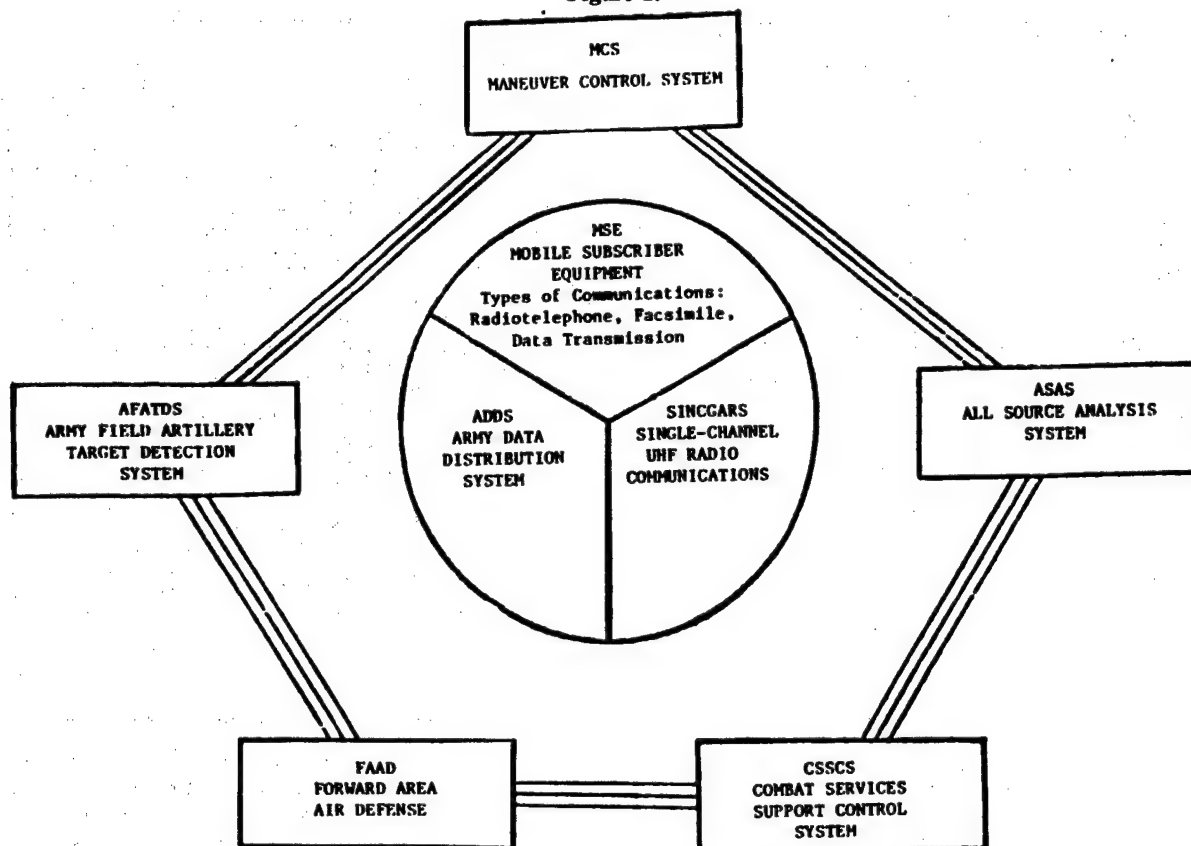 MCS
MANEUVER CONTROL SYSTEM
MSE
MOBILE SUBSCRIBER
EQUIPMENT
Types of Communications:
Radiotelephone, Facsimile,
Data Transmission
AFATDS
ARMY FIELD ARTILLERY
TARGET DETECTION
SYSTEM
ADDS
ARMY DATA
DISTRIBUTION
SYSTEM
SINCGARS
SINGLE-CHANNEL
UHF RADIO
COMMUNICATIONS
ASAS
ALL SOURCE ANALYSIS
SYSTEM
FAAD
FORWARD AREA
AIR DEFENSE
CSSCS
COMBAT SERVICES
SUPPORT CONTROL
SYSTEM